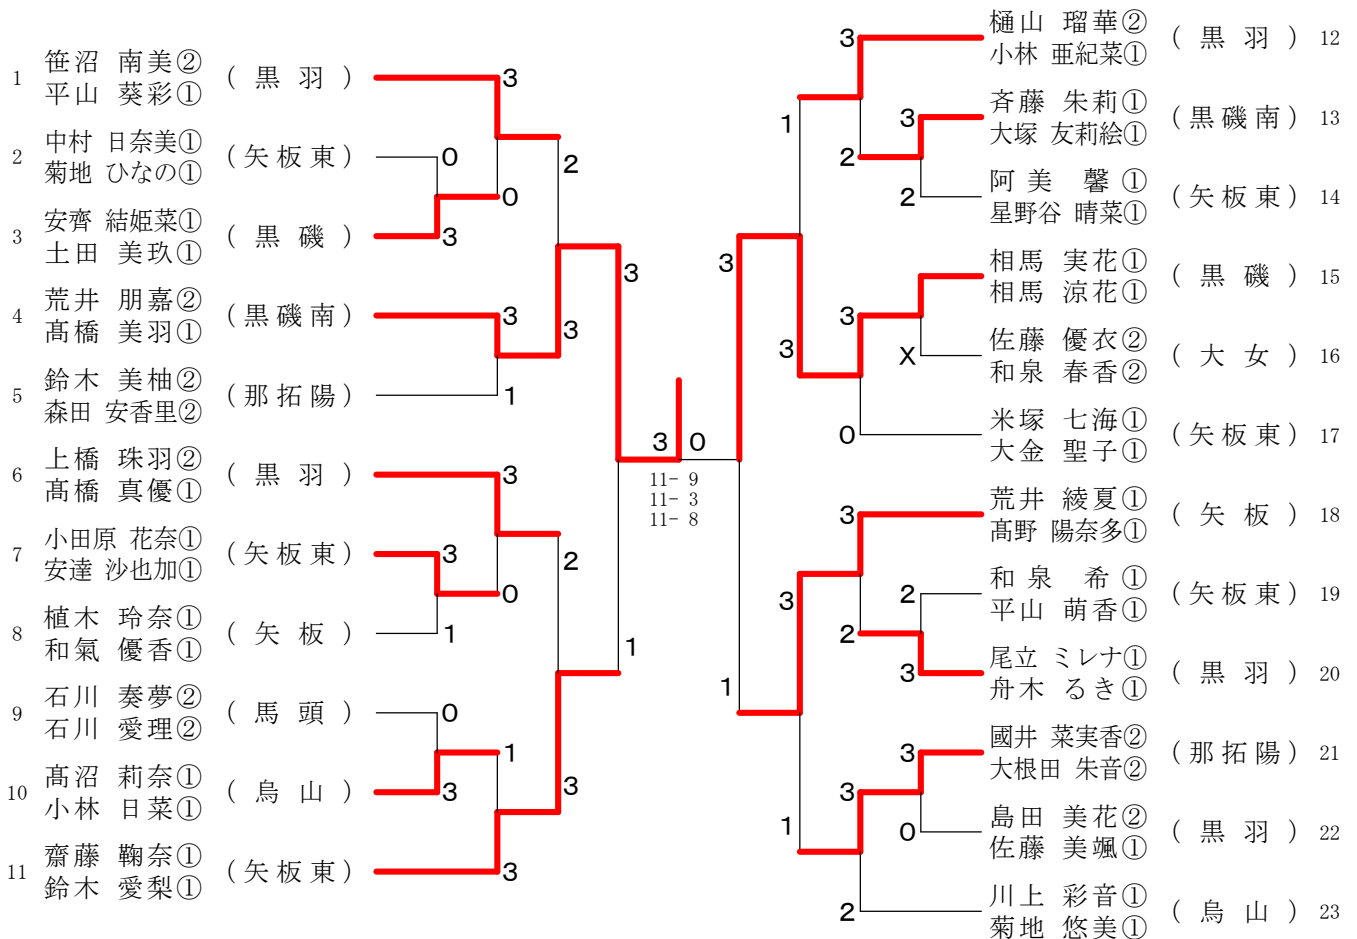 1 笹沼 南美② (黒羽) 3
平山 葵彩①
2 中村 日奈美① (矢板東) 0
菊地 ひなの①
2
0
3 安齊 結姫菜① (黒磯) 3
土田 美玖①
3
4 荒井 朋嘉② (黒磯南) 3
髙橋 美羽①
3
5 鈴木 美柚② (那拓陽) 1
森田 安香里②
3 0
11- 9
11- 3
11- 8
6 上橋 珠羽② (黒羽) 3
髙橋 真優①
7 小田原 花奈① (矢板東) 3
安達 沙也加①
2
0
8 植木 玲奈① (矢板) 1
和氣 優香①
1
9 石川 奏夢② (馬頭) 0
石川 愛理②
1
10 髙沼 莉奈① (烏山) 3
小林 日菜①
3
11 齋藤 鞠奈① (矢板東) 3
鈴木 愛梨①
3 樋山 瑠華② (黒羽) 12
小林 亜紀菜①
1
3 斉藤 朱莉① (黒磯南) 13
大塚 友莉絵①
2
2 阿美 馨① (矢板東) 14
星野谷 晴菜①
3
相馬 実花① (黒磯) 15
相馬 涼花①
3
3
X 佐藤 優衣② (大女) 16
和泉 春香②
0 米塚 七海① (矢板東) 17
大金 聖子①
3 荒井 綾夏① (矢板) 18
髙野 陽奈多①
3
2 和泉 希① (矢板東) 19
平山 萌香①
2
3 尾立 ミレナ① (黒羽) 20
舟木 るき①
1
3 國井 菜実香② (那拓陽) 21
大根田 朱音②
3
1
0 島田 美花② (黒羽) 22
佐藤 美颯①
2 川上 彩音① (烏山) 23
菊地 悠美①